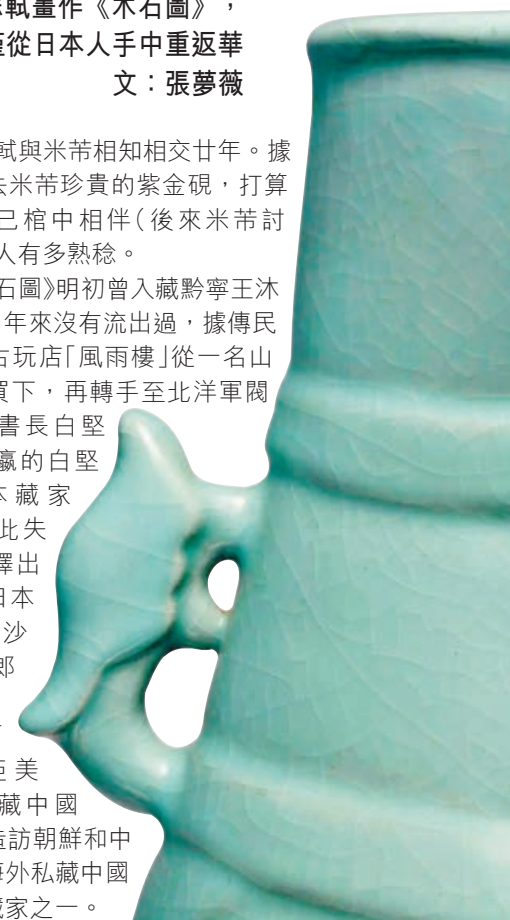 軾畫作《木石圖》，
從日本人手中重返華
文：張夢薇
軾與米芾相知相交廿年。據
米芾珍貴的紫金硯，打算
己棺中相伴（後來米芾討
人有多熟稔。
石圖》明初曾入藏黔寧王沐
年來沒有流出過，據傳民
古玩店「風雨樓」從一名山
買下，再轉手至北洋軍閥
書長白堅
瀛的白堅
本藏家
此失
釋出
日本
沙
郎
美
藏中國
造訪朝鮮和中
海外私藏中國
藏家之一。